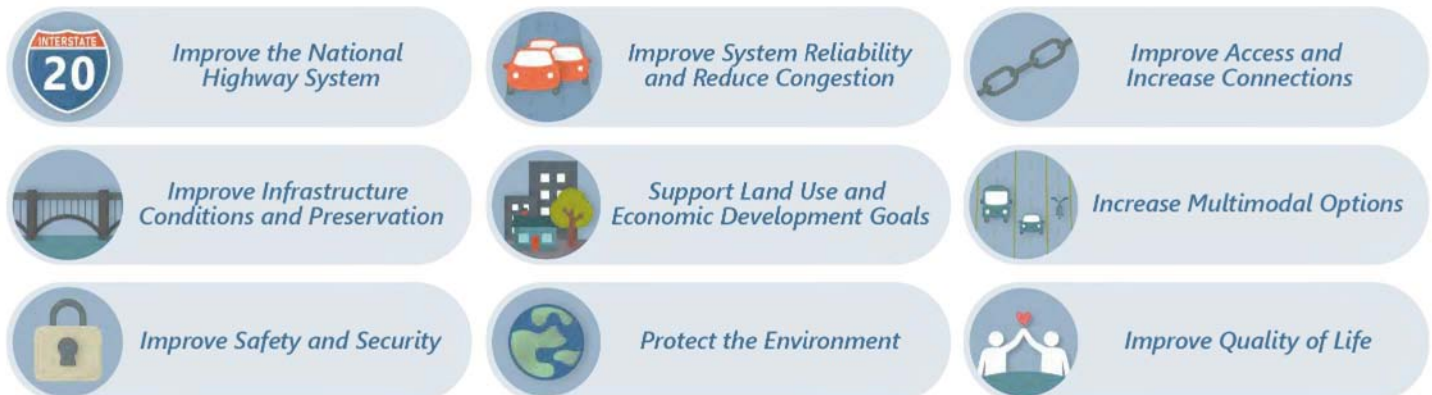 INTERSTATE
20
Improve the National
Highway System
Improve System Reliability
and Reduce Congestion
Improve Access and
Increase Connections
Improve Infrastructure
Conditions and Preservation
Support Land Use and
Economic Development Goals
Increase Multimodal Options
Improve Safety and Security
Protect the Environment
Improve Quality of Life